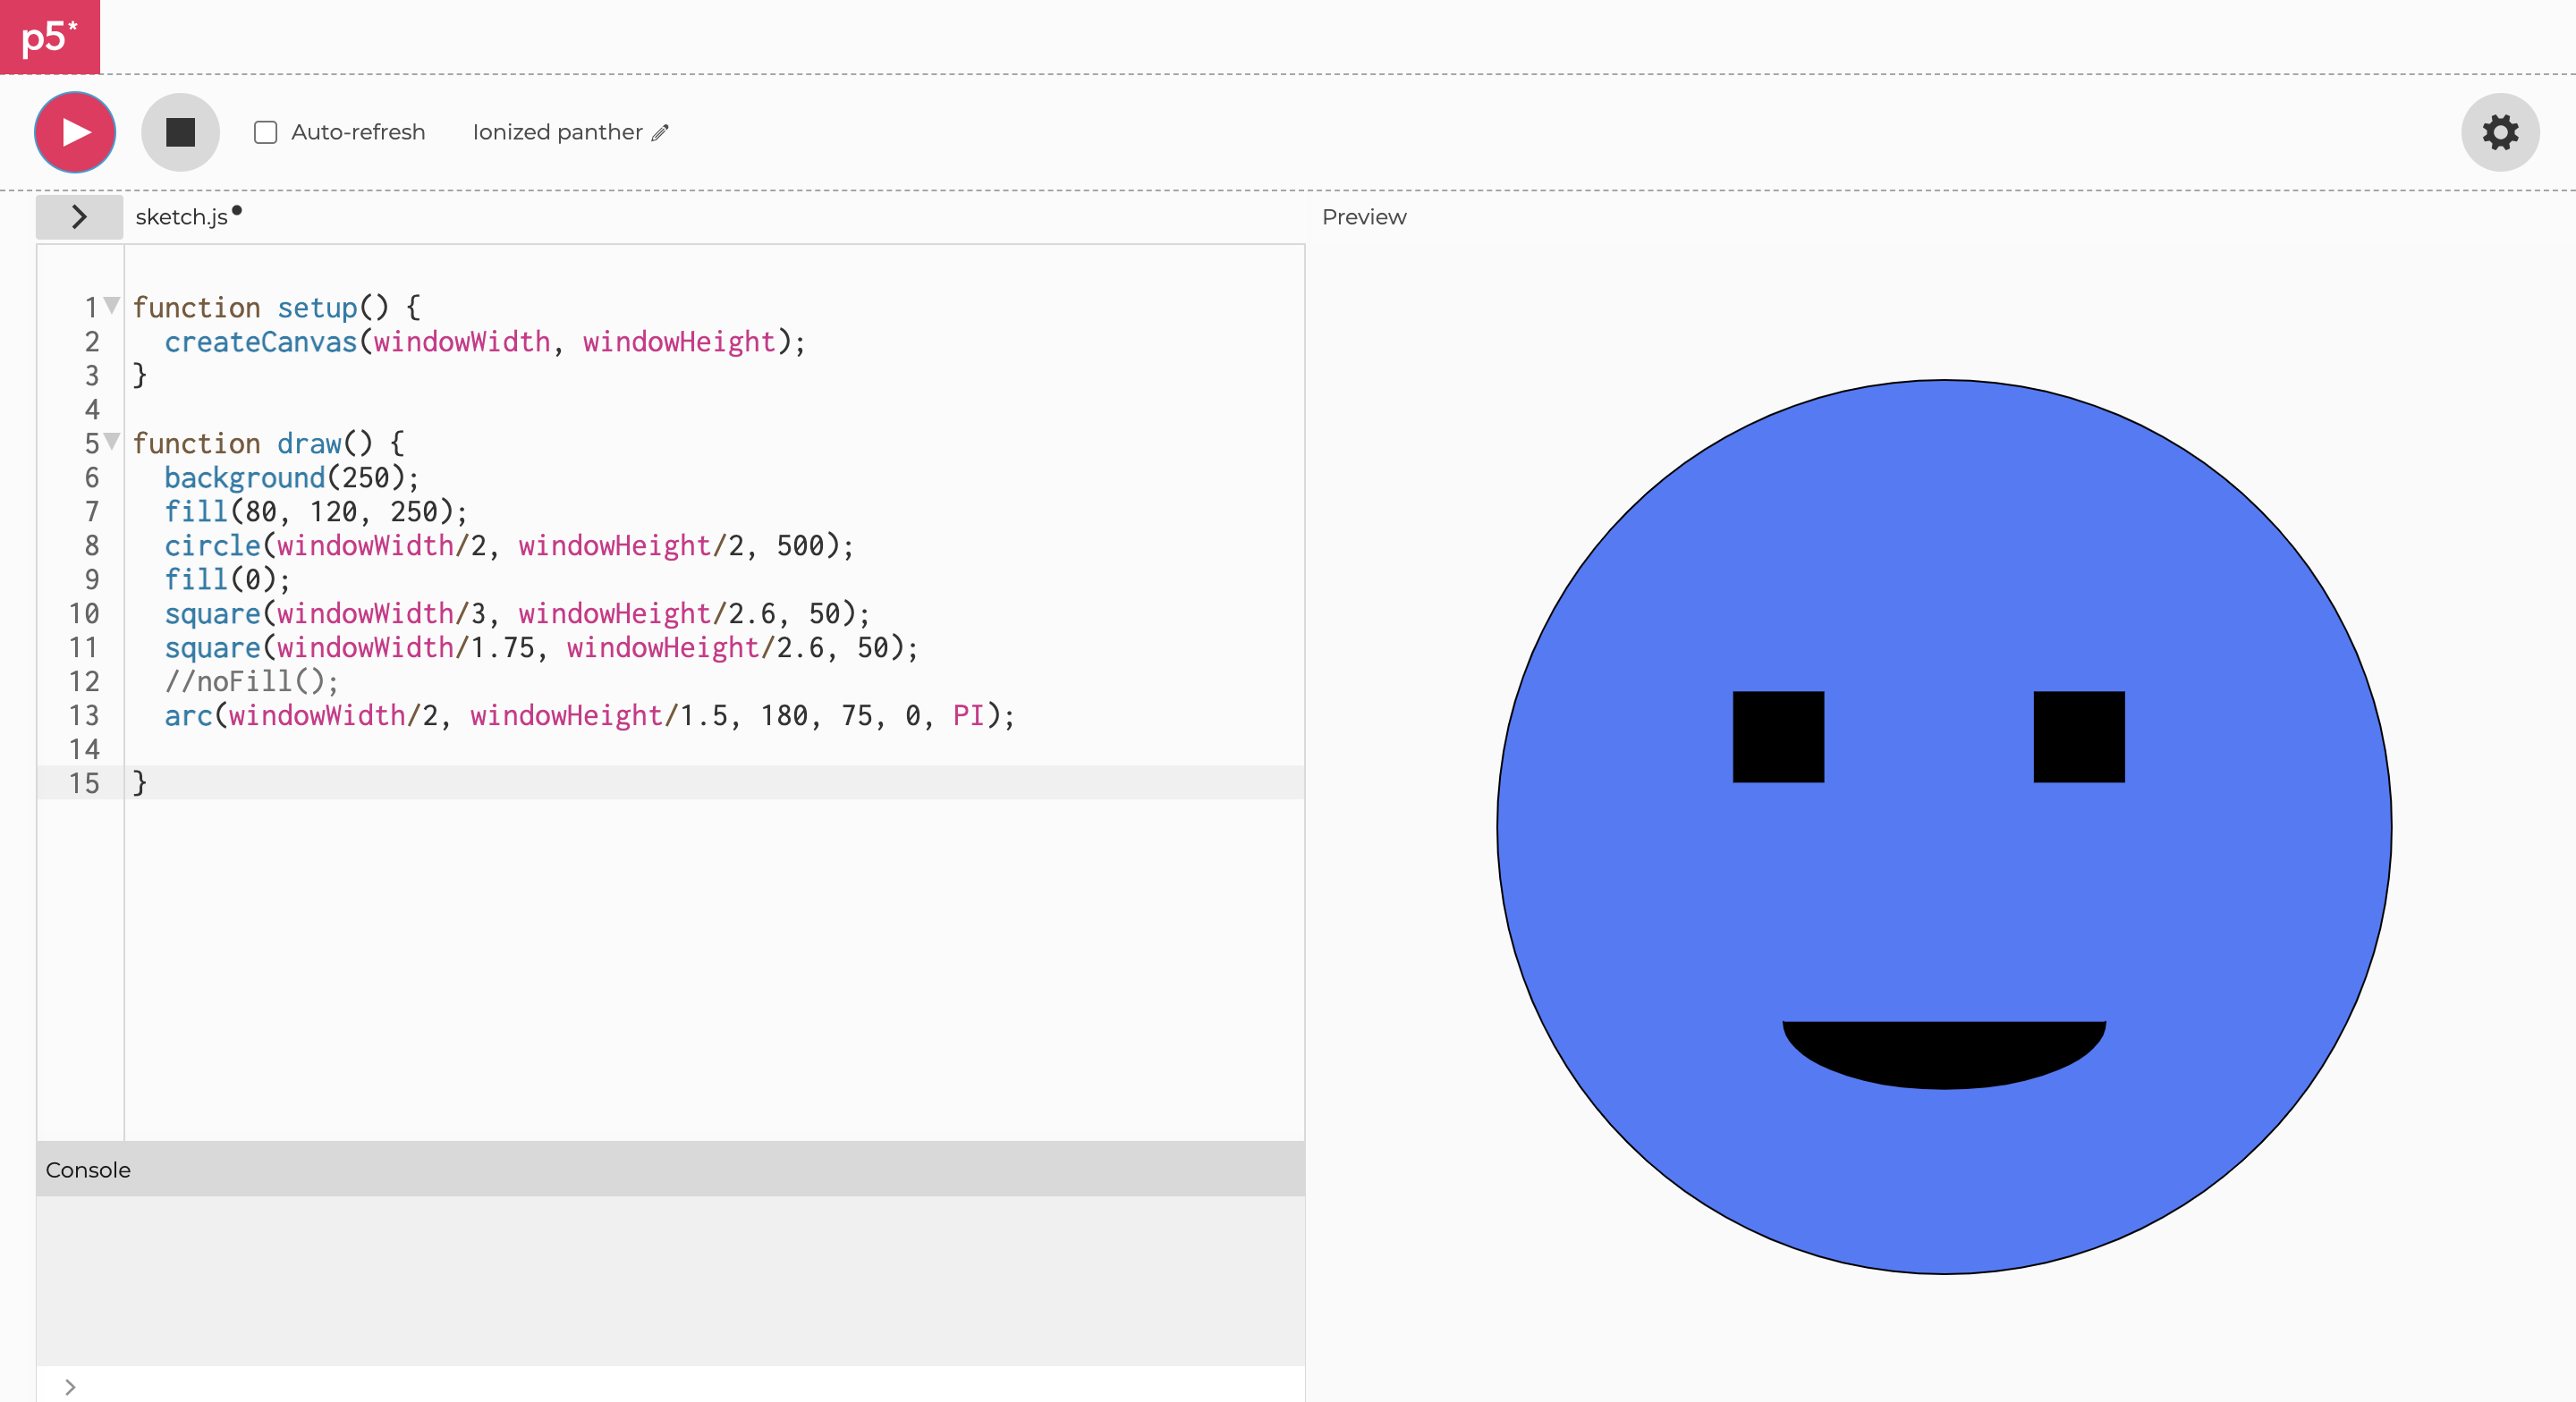 p5*
Auto-refresh Ionized panther
sketch.js
Preview
1 function setup() {
2 createCanvas(windowWidth, windowHeight);
3 }
4
5 function draw() {
6 background(250);
7 fill(80, 120, 250);
8 circle(windowWidth/2, windowHeight/2, 500);
9 fill(0);
10 square(windowWidth/3, windowHeight/2.6, 50);
11 square(windowWidth/1.75, windowHeight/2.6, 50);
12 //noFill();
13 arc(windowWidth/2, windowHeight/1.5, 180, 75, 0, PI);
14
15 }
Console